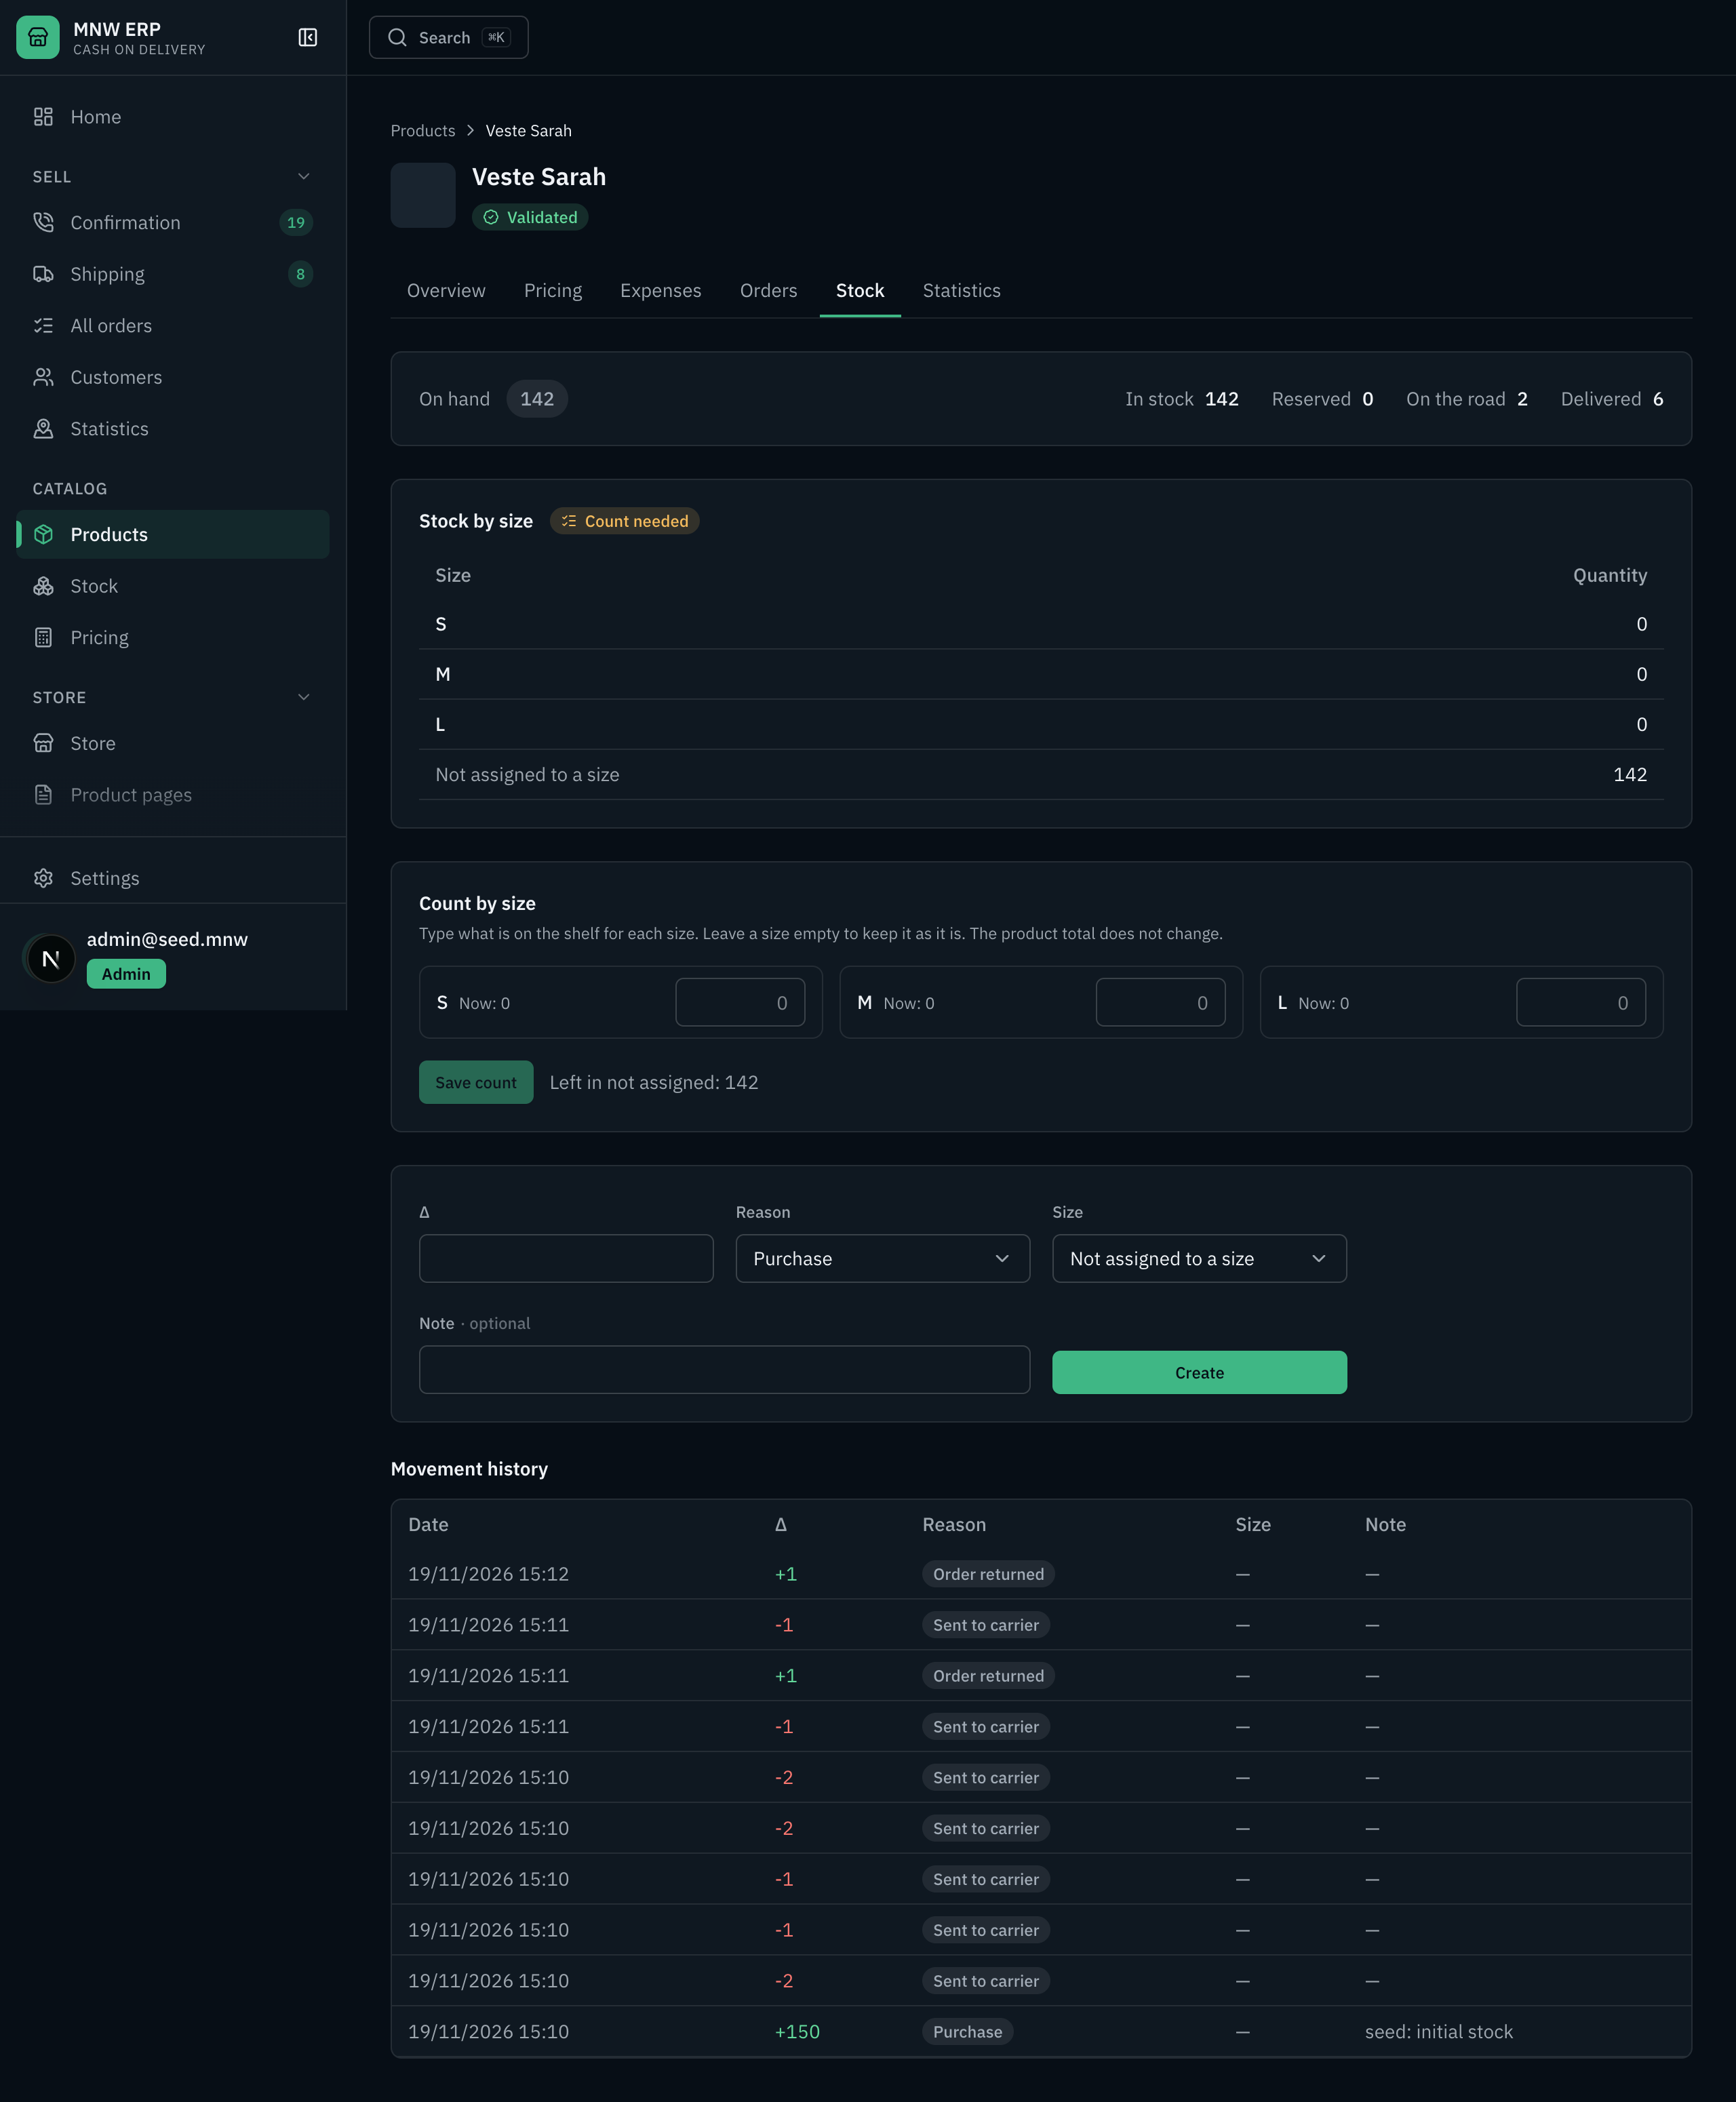 MNW ERP
CASH ON DELIVERY
Search ⌘K
Home
SELL
Confirmation 19
Shipping 8
All orders
Customers
Statistics
CATALOG
Products
Stock
Pricing
STORE
Store
Product pages
Settings
N
admin@seed.mnw
Admin
Products > Veste Sarah
Veste Sarah
Validated
Overview Pricing Expenses Orders Stock Statistics
On hand 142 In stock 142 Reserved 0 On the road 2 Delivered 6
Stock by size Count needed
Size Quantity
S 0
M 0
L 0
Not assigned to a size 142
Count by size
Type what is on the shelf for each size. Leave a size empty to keep it as it is. The product total does not change.
S Now: 0 0 M Now: 0 0 L Now: 0 0
Save count Left in not assigned: 142
Δ Reason Size
Purchase Not assigned to a size
Note · optional
Create
Movement history
Date Δ Reason Size Note
19/11/2026 15:12 +1 Order returned — —
19/11/2026 15:11 -1 Sent to carrier — —
19/11/2026 15:11 +1 Order returned — —
19/11/2026 15:11 -1 Sent to carrier — —
19/11/2026 15:10 -2 Sent to carrier — —
19/11/2026 15:10 -2 Sent to carrier — —
19/11/2026 15:10 -1 Sent to carrier — —
19/11/2026 15:10 -1 Sent to carrier — —
19/11/2026 15:10 -2 Sent to carrier — —
19/11/2026 15:10 +150 Purchase — seed: initial stock